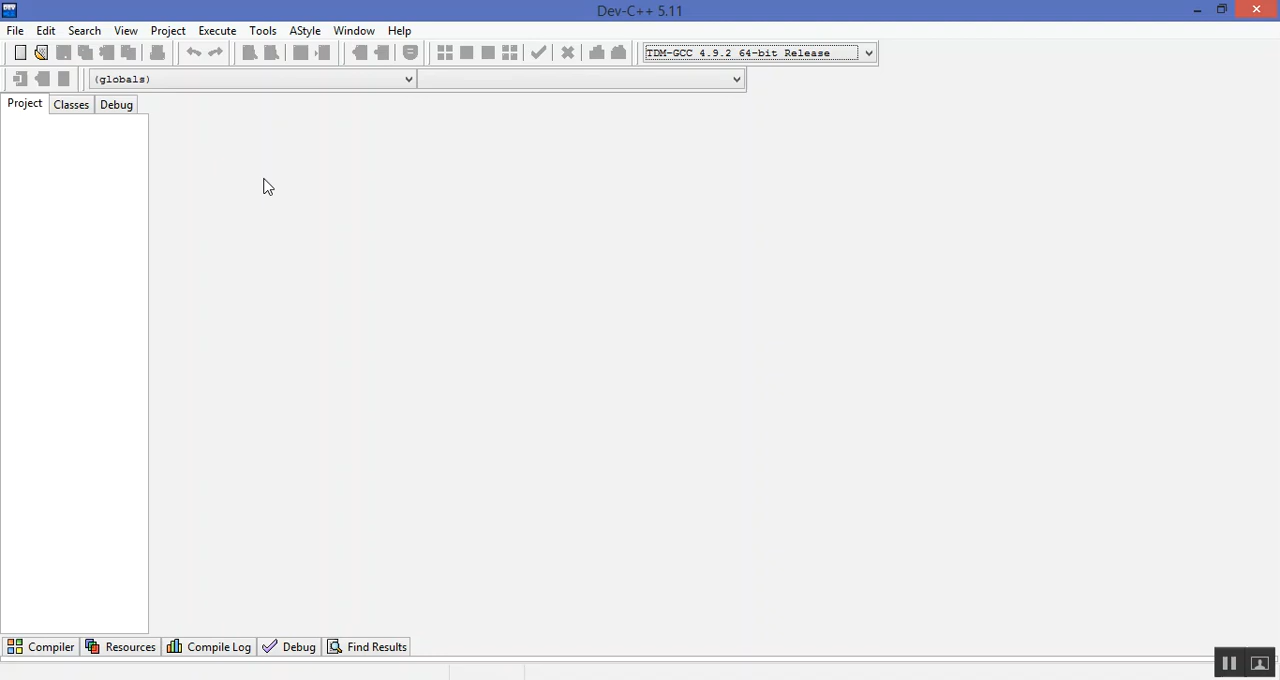 Dev-C++ 5.11
File Edit Search View Project Execute Tools AStyle Window Help
TDM-GCC 4.9.2 64-bit Release
(globals)
Project Classes Debug
Compiler Resources Compile Log Debug Find Results